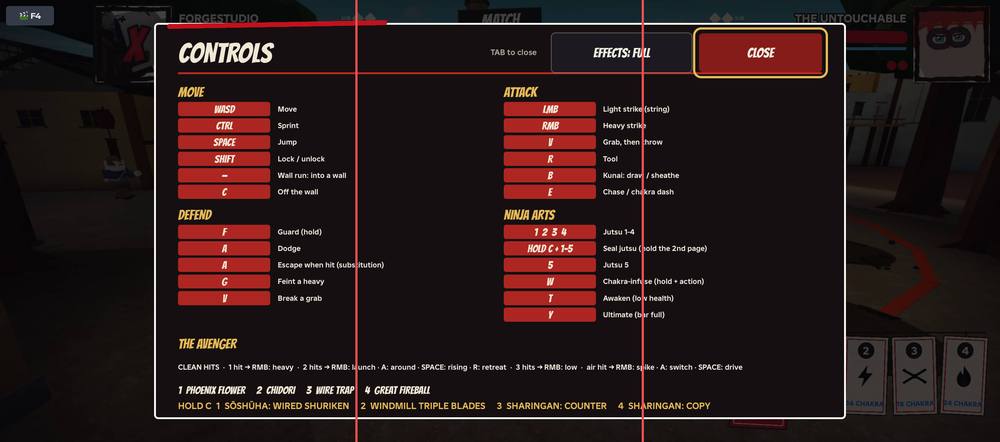 F4
FORGESTUDIO
MATCH
THE UNTOUCHABLE
CONTROLS
TAB to close
EFFECTS: FULL
CLOSE
MOVE
WASD Move
CTRL Sprint
SPACE Jump
SHIFT Lock / unlock
– Wall run: into a wall
C Off the wall
DEFEND
F Guard (hold)
A Dodge
A Escape when hit (substitution)
G Feint a heavy
V Break a grab
ATTACK
LMB Light strike (string)
RMB Heavy strike
V Grab, then throw
R Tool
B Kunai: draw / sheathe
E Chase / chakra dash
NINJA ARTS
1 2 3 4 Jutsu 1-4
HOLD C + 1-5 Seal jutsu (hold the 2nd page)
5 Jutsu 5
W Chakra-infuse (hold + action)
T Awaken (low health)
Y Ultimate (bar full)
THE AVENGER
CLEAN HITS · 1 hit → RMB: heavy · 2 hits → RMB: launch · A: around · SPACE: rising · R: retreat · 3 hits → RMB: low · air hit → RMB: spike · A: switch · SPACE: drive
1 PHOENIX FLOWER 2 CHIDORI 3 WIRE TRAP 4 GREAT FIREBALL
HOLD C 1 SŌSHŪHA: WIRED SHURIKEN 2 WINDMILL TRIPLE BLADES 3 SHARINGAN: COUNTER 4 SHARINGAN: COPY
2 3 4
CHAKRA